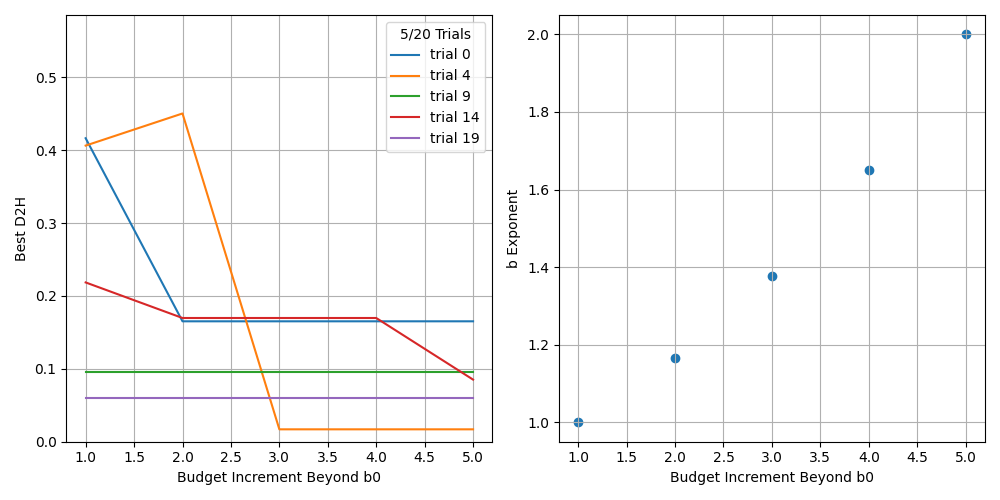 5/20 Trials
trial 0
trial 4
trial 9
trial 14
trial 19
Best D2H
0.5
0.4
0.3
0.2
0.1
0.0
1.0 1.5 2.0 2.5 3.0 3.5 4.0 4.5 5.0
Budget Increment Beyond b0
b Exponent
2.0
1.8
1.6
1.4
1.2
1.0
1.0 1.5 2.0 2.5 3.0 3.5 4.0 4.5 5.0
Budget Increment Beyond b0